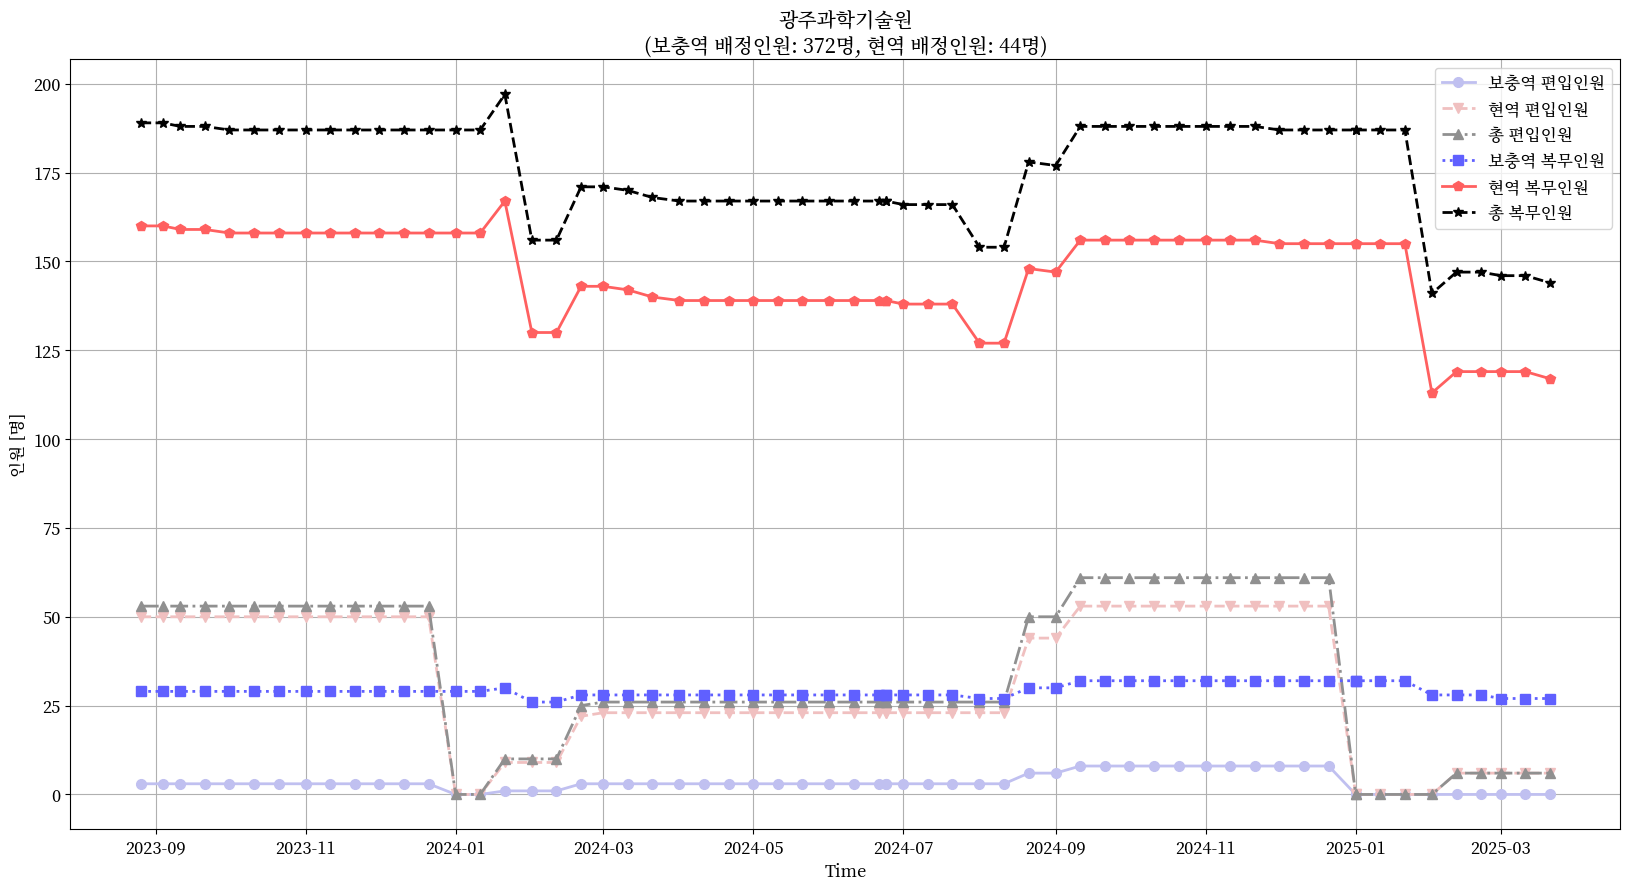 광주과학기술원
(보충역 배정인원: 372명, 현역 배정인원: 44명)
보충역 편입인원
현역 편입인원
총 편입인원
보충역 복무인원
현역 복무인원
총 복무인원
인원 [명]
200
175
150
125
100
75
50
25
0
2023-09 2023-11 2024-01 2024-03 2024-05 2024-07 2024-09 2024-11 2025-01 2025-03
Time